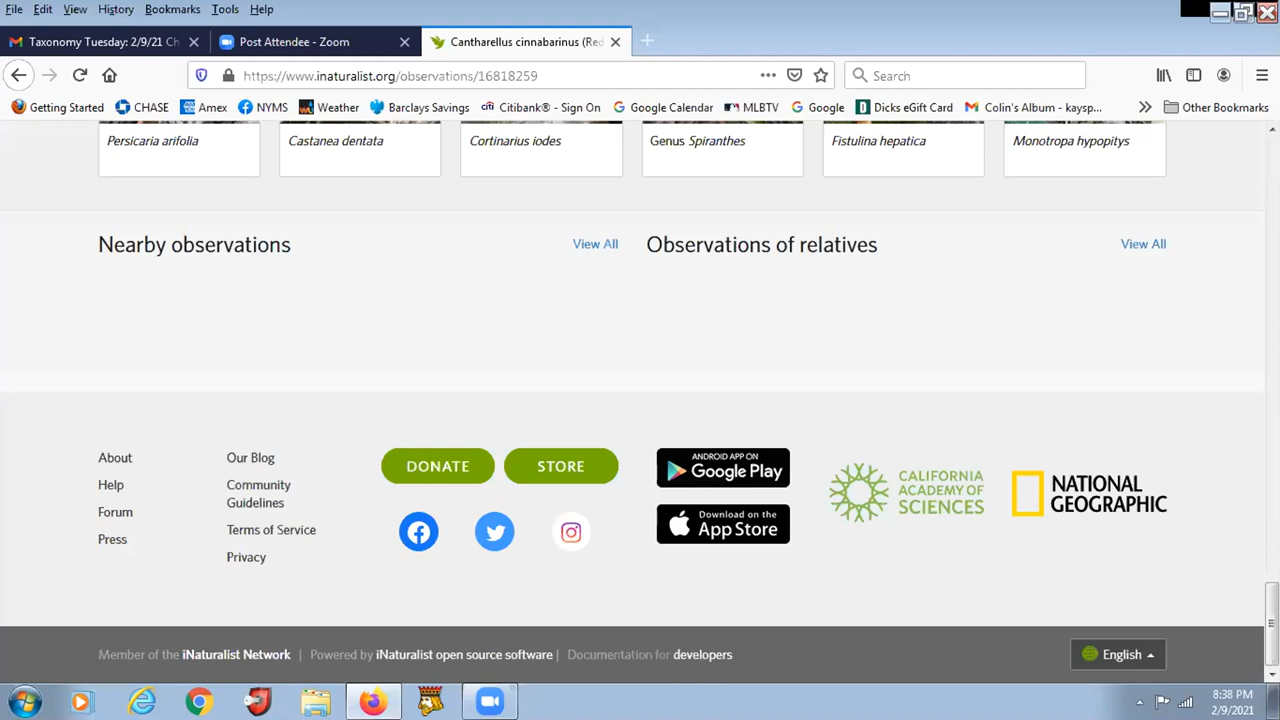 File Edit View History Bookmarks Tools Help
Taxonomy Tuesday: 2/9/21 Ch
Post Attendee - Zoom
Cantharellus cinnabarinus (Red
https://www.inaturalist.org/observations/16818259
Search
Getting Started CHASE Amex NYMS Weather Barclays Savings Citibank® - Sign On Google Calendar MLBTV Google Dicks eGift Card Colin's Album - kaysp... Other Bookmarks
Persicaria arifolia
Castanea dentata
Cortinarius iodes
Genus Spiranthes
Fistulina hepatica
Monotropa hypopitys
Nearby observations View All
Observations of relatives View All
About
Help
Forum
Press
Our Blog
Community
Guidelines
Terms of Service
Privacy
DONATE
STORE
ANDROID APP ON
Google Play
Download on the
App Store
CALIFORNIA
ACADEMY OF
SCIENCES
NATIONAL
GEOGRAPHIC
Member of the iNaturalist Network | Powered by iNaturalist open source software | Documentation for developers
English
8:38 PM
2/9/2021